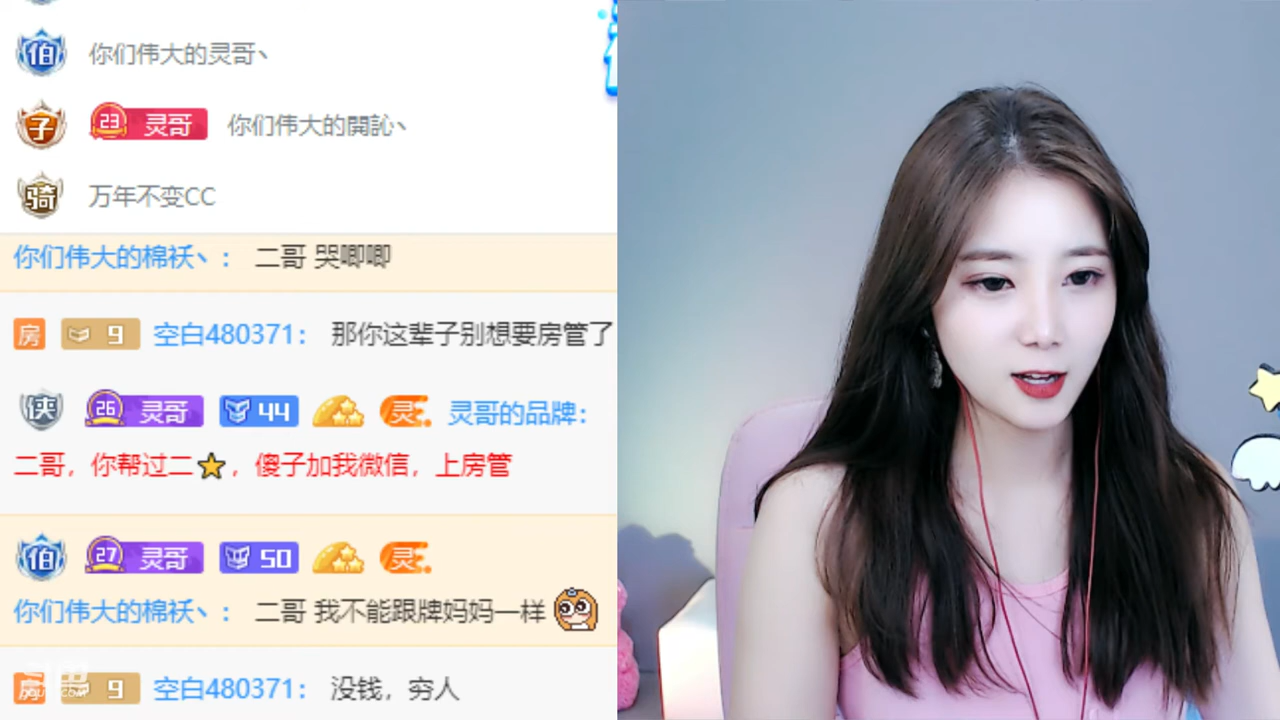 伯 你们伟大的灵哥丶
子 23 灵哥 你们伟大的開訫丶
骑 万年不变CC
你们伟大的棉袄丶： 二哥 哭唧唧
房 9 空白480371： 那你这辈子别想要房管了
侠 26 灵哥 44 灵 灵哥的品牌：
二哥，你帮过二，傻子加我微信，上房管
伯 27 灵哥 50 灵
你们伟大的棉袄丶： 二哥 我不能跟牌妈妈一样
房 9 空白480371： 没钱，穷人